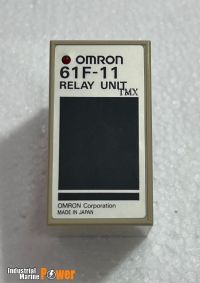 OMRON
61F-11
RELAY UNIT
TMX
OMRON Corporation
MADE IN JAPAN
Industrial
Marine
Power